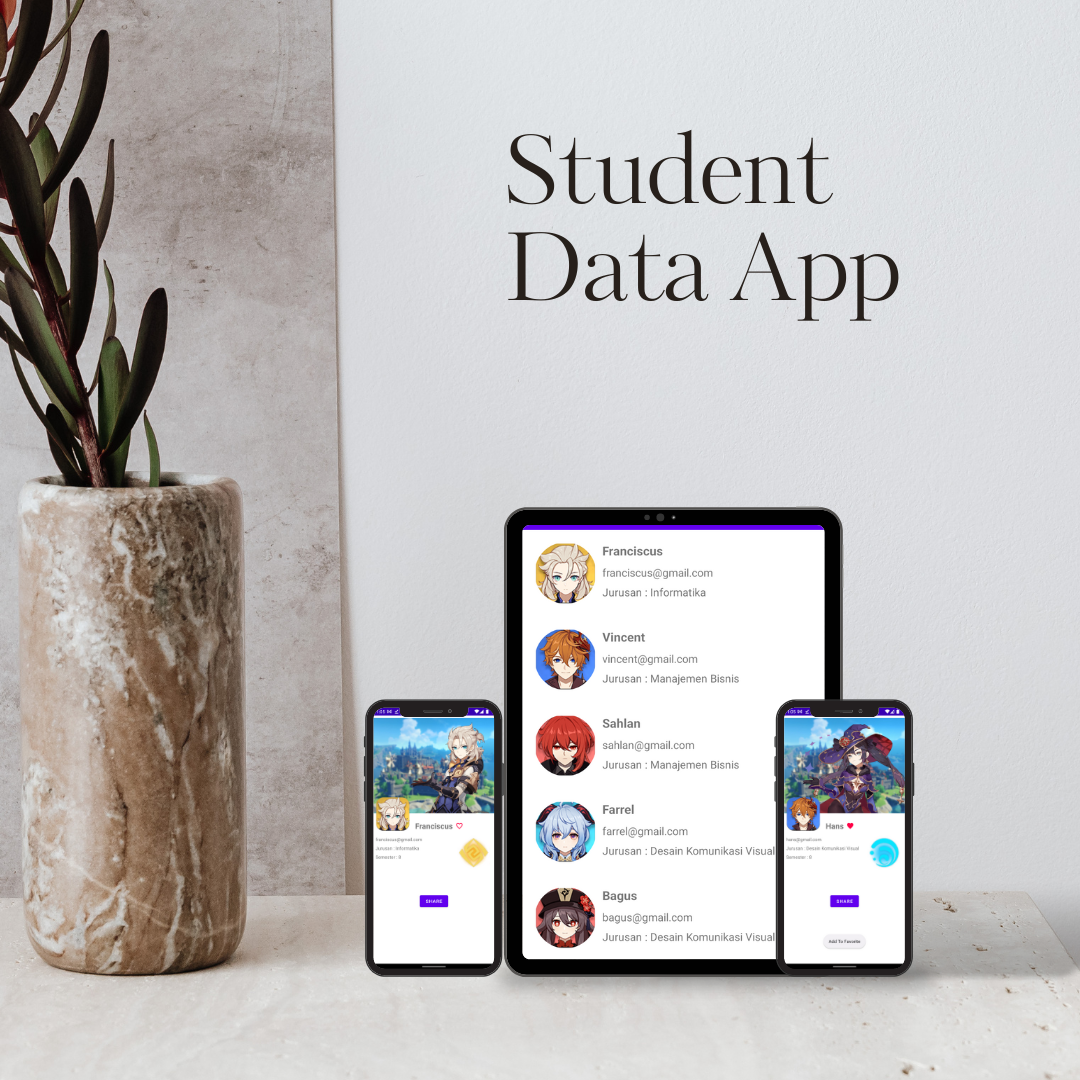 Student
Data App
Franciscus
franciscus@gmail.com
Jurusan : Informatika
Vincent
vincent@gmail.com
Jurusan : Manajemen Bisnis
Sahlan
sahlan@gmail.com
Jurusan : Manajemen Bisnis
Farrel
farrel@gmail.com
Jurusan : Desain Komunikasi Visual
Bagus
bagus@gmail.com
Jurusan : Desain Komunikasi Visual
Franciscus
franciscus@gmail.com
Jurusan : Informatika
Semester : 8
SHARE
Hans
hans@gmail.com
Jurusan : Desain Komunikasi Visual
SHARE
Add To Favorite